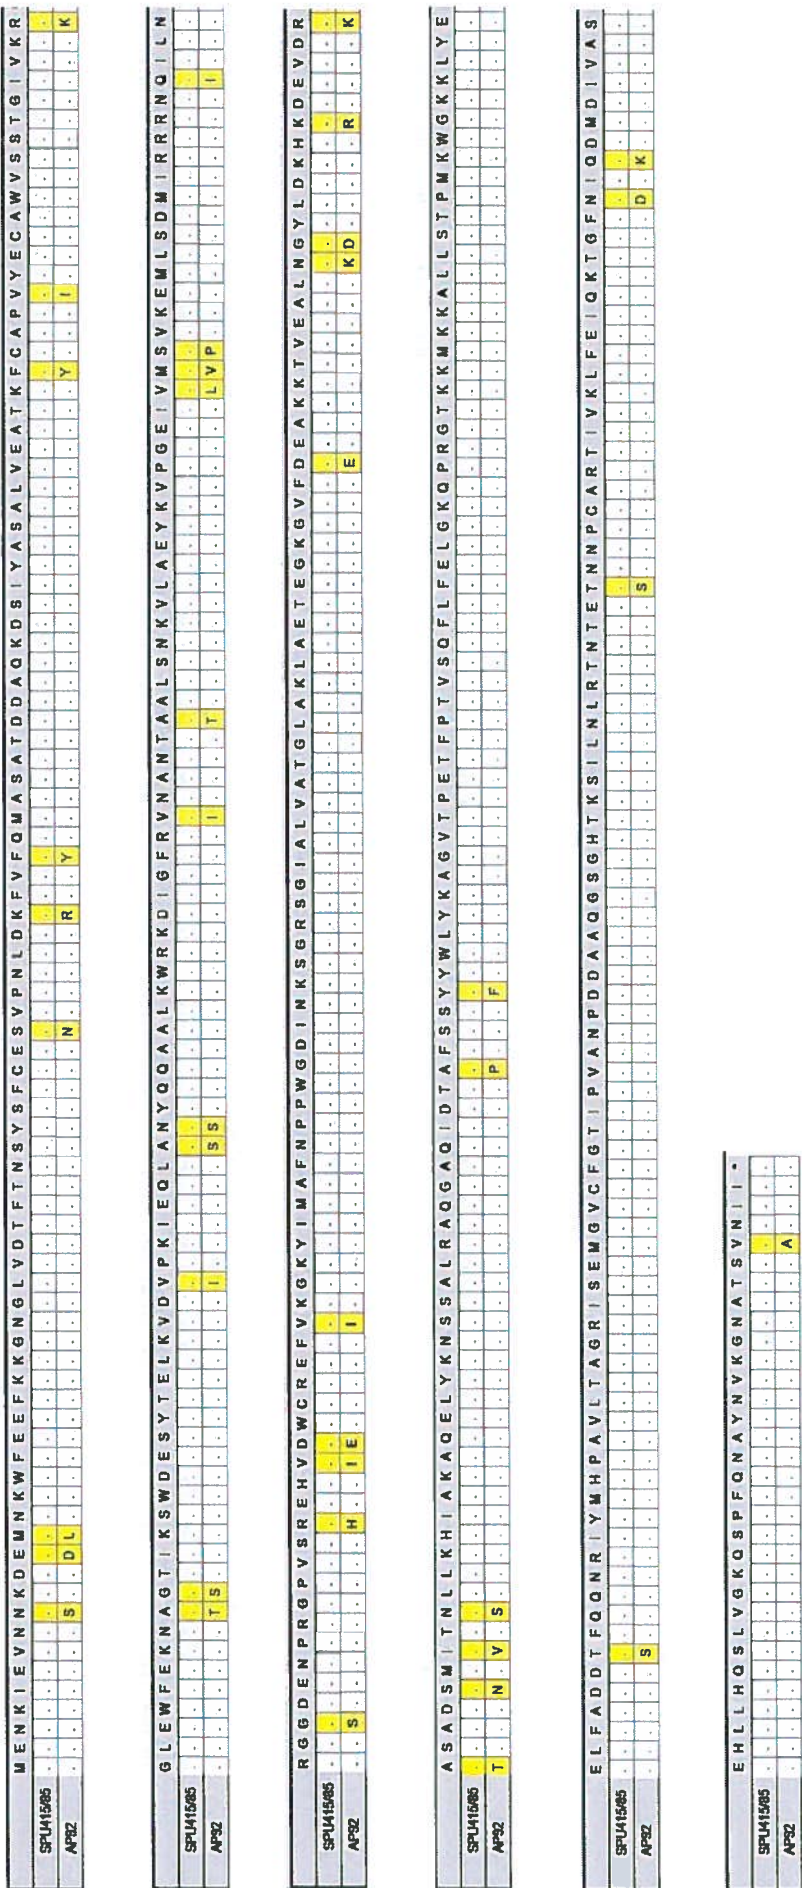 M E N K I E V N N K D E M N K W F E E F K K G N G L V D T F T N S Y S F C E S V P N L D K F V F Q M A S A T D D A Q K D S I Y A S A L V E A T K F C A P V Y E C A W V S S T G I V K R
SPU415/85
AP92 S D L N R Y Y I K
G L E W F E K N A G T I K S W D E S Y T E L K V D V P K I E Q L A N Y Q Q A A L K W R K D I G F R V N A N T A A L S N K V L A E Y K V P G E I V M S V K E M L S D M I R R R N Q I L N
SPU415/85
AP92 T S I S S I T L V P I
R G G D E N P R G P V S R E H V D W C R E F V K G K Y I M A F N P P W G D I N K S G R S G I A L V A T G L A K L A E T E G K G V F D E A K K T V E A L N G Y L D K H K D E V D R
SPU415/85
AP92 S H I E I E K D R K
A S A D S M I T N L L K H I A K A Q E L Y K N S S A L R A Q G A Q I D T A F S S Y Y W L Y K A G V T P E T F P T V S Q F L F E L G K Q P R G T K K M K K A L L S T P M K W G K K L Y E
SPU415/85
AP92 T N V S P F
E L F A D D T F Q Q N R I Y M H P A V L T A G R I S E M G V C F G T I P V A N P D D A A Q G S G H T K S I L N L R T N T E T N N P C A R T I V K L F E I Q K T G F N I Q D M D I V A S
SPU415/85
AP92 S S D K
E H L L H Q S L V G K Q S P F Q N A Y N V K G N A T S V N I I *
SPU415/85
AP92 A